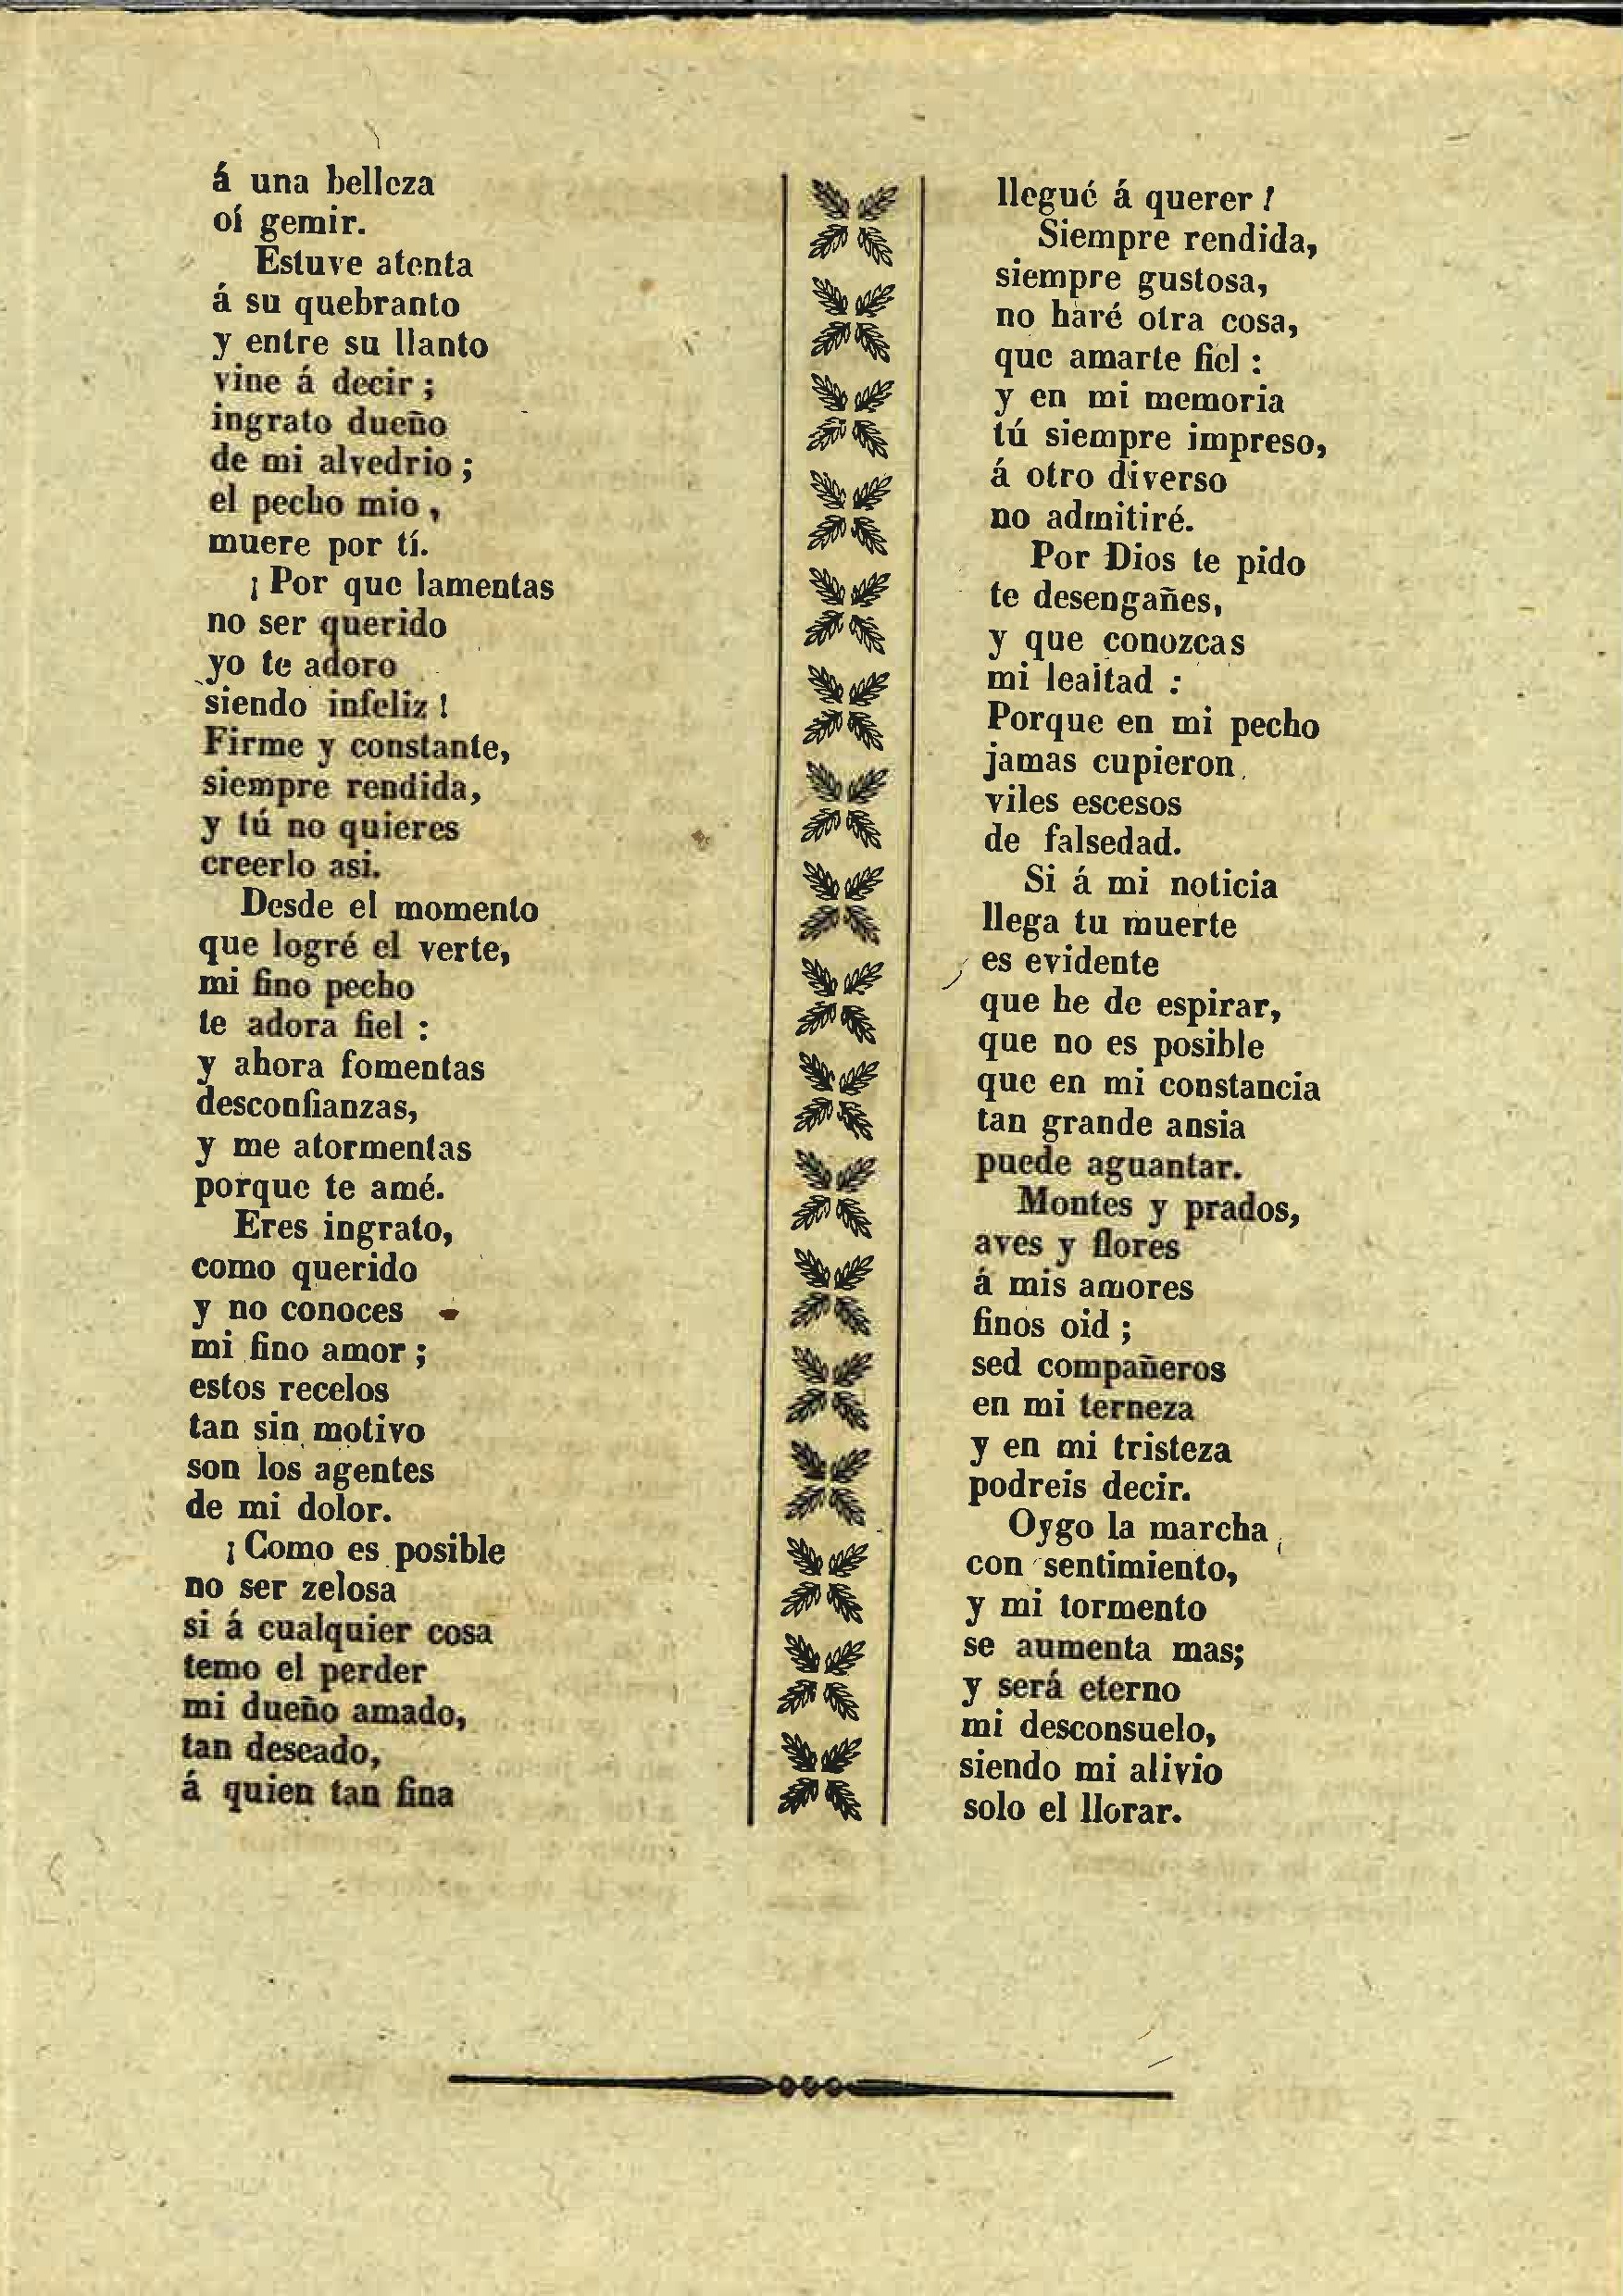 á una belleza
oí gemir.
Estuve atenta
á su quebranto
y entre su llanto
vine á decir ;
ingrato dueño
de mi alvedrio ;
el pecho mio ,
muere por tí.
¡ Por que lamentas
no ser querido
yo te adoro
siendo infeliz !
Firme y constante,
siempre rendida,
y tú no quieres
creerlo asi.
Desde el momento
que logré el verte,
mi fino pecho
te adora fiel :
y ahora fomentas
desconfianzas,
y me atormentas
porque te amé.
Eres ingrato,
como querido
y no conoces
mi fino amor ;
estos recelos
tan sin motivo
son los agentes
de mi dolor.
¡ Como es posible
no ser zelosa
si á cualquier cosa
temo el perder
mi dueño amado,
tan deseado,
á quien tan fina
llegué á querer !
Siempre rendida,
siempre gustosa,
no haré otra cosa,
que amarte fiel :
y en mi memoria
tú siempre impreso,
á otro diverso
no admitiré.
Por Dios te pido
te desengañes,
y que conozcas
mi lealtad :
Porque en mi pecho
jamas cupieron
viles escesos
de falsedad.
Si á mi noticia
llega tu muerte
es evidente
que he de espirar,
que no es posible
que en mi constancia
tan grande ansia
puede aguantar.
Montes y prados,
aves y flores
á mis amores
finos oid ;
sed compañeros
en mi terneza
y en mi tristeza
podreis decir.
Oygo la marcha
con sentimiento,
y mi tormento
se aumenta mas;
y será eterno
mi desconsuelo,
siendo mi alivio
solo el llorar.